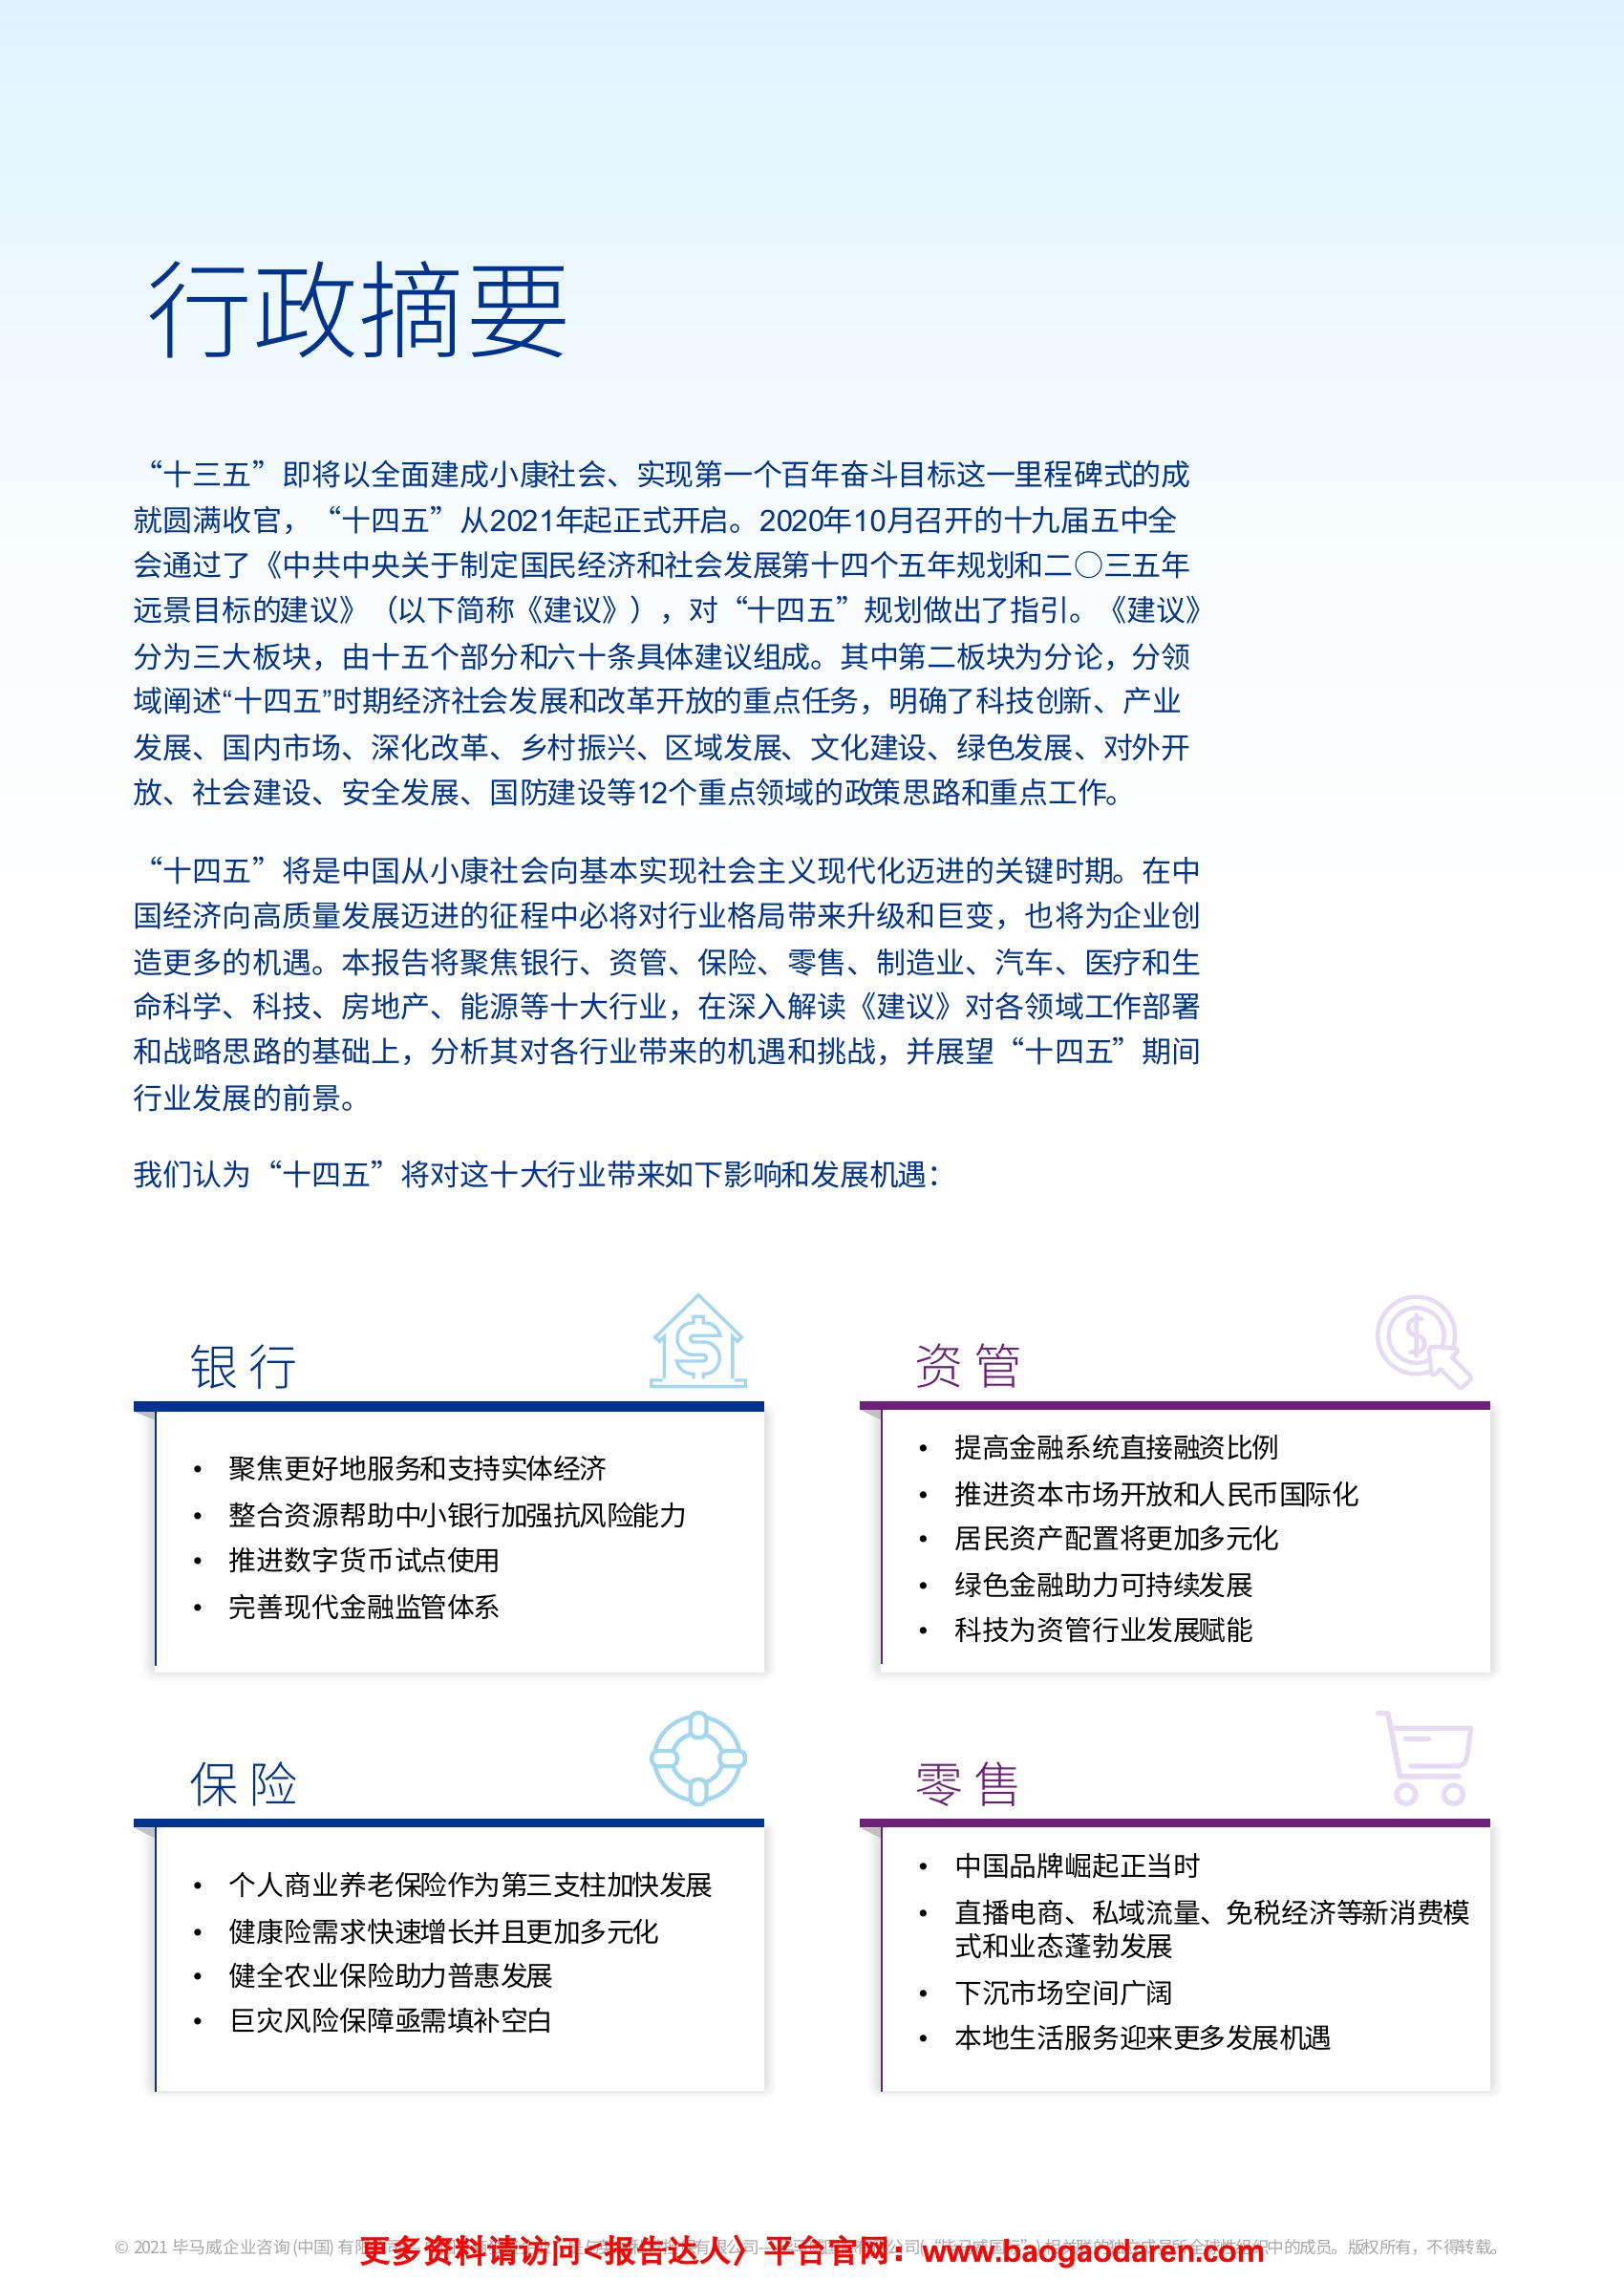 行政摘要
“十三五”即将以全面建成小康社会、实现第一个百年奋斗目标这一里程碑式的成
就圆满收官，“十四五”从2021年起正式开启。2020年10月召开的十九届五中全
会通过了《中共中央关于制定国民经济和社会发展第十四个五年规划和二〇三五年
远景目标的建议》（以下简称《建议》），对“十四五”规划做出了指引。《建议》
分为三大板块，由十五个部分和六十条具体建议组成。其中第二板块为分论，分领
域阐述“十四五”时期经济社会发展和改革开放的重点任务，明确了科技创新、产业
发展、国内市场、深化改革、乡村振兴、区域发展、文化建设、绿色发展、对外开
放、社会建设、安全发展、国防建设等12个重点领域的政策思路和重点工作。
“十四五”将是中国从小康社会向基本实现社会主义现代化迈进的关键时期。在中
国经济向高质量发展迈进的征程中必将对行业格局带来升级和巨变，也将为企业创
造更多的机遇。本报告将聚焦银行、资管、保险、零售、制造业、汽车、医疗和生
命科学、科技、房地产、能源等十大行业，在深入解读《建议》对各领域工作部署
和战略思路的基础上，分析其对各行业带来的机遇和挑战，并展望“十四五”期间
行业发展的前景。
我们认为“十四五”将对这十大行业带来如下影响和发展机遇：
银行
• 聚焦更好地服务和支持实体经济
• 整合资源帮助中小银行加强抗风险能力
• 推进数字货币试点使用
• 完善现代金融监管体系
资管
• 提高金融系统直接融资比例
• 推进资本市场开放和人民币国际化
• 居民资产配置将更加多元化
• 绿色金融助力可持续发展
• 科技为资管行业发展赋能
保险
• 个人商业养老保险作为第三支柱加快发展
• 健康险需求快速增长并且更加多元化
• 健全农业保险助力普惠发展
• 巨灾风险保障亟需填补空白
零售
• 中国品牌崛起正当时
• 直播电商、私域流量、免税经济等新消费模
式和业态蓬勃发展
• 下沉市场空间广阔
• 本地生活服务迎来更多发展机遇
© 2021 毕马威企业咨询(中国) 有限 中的成员。版权所有，不得转载。
更多资料请访问<报告达人〉平台官网：www.baogaodaren.com